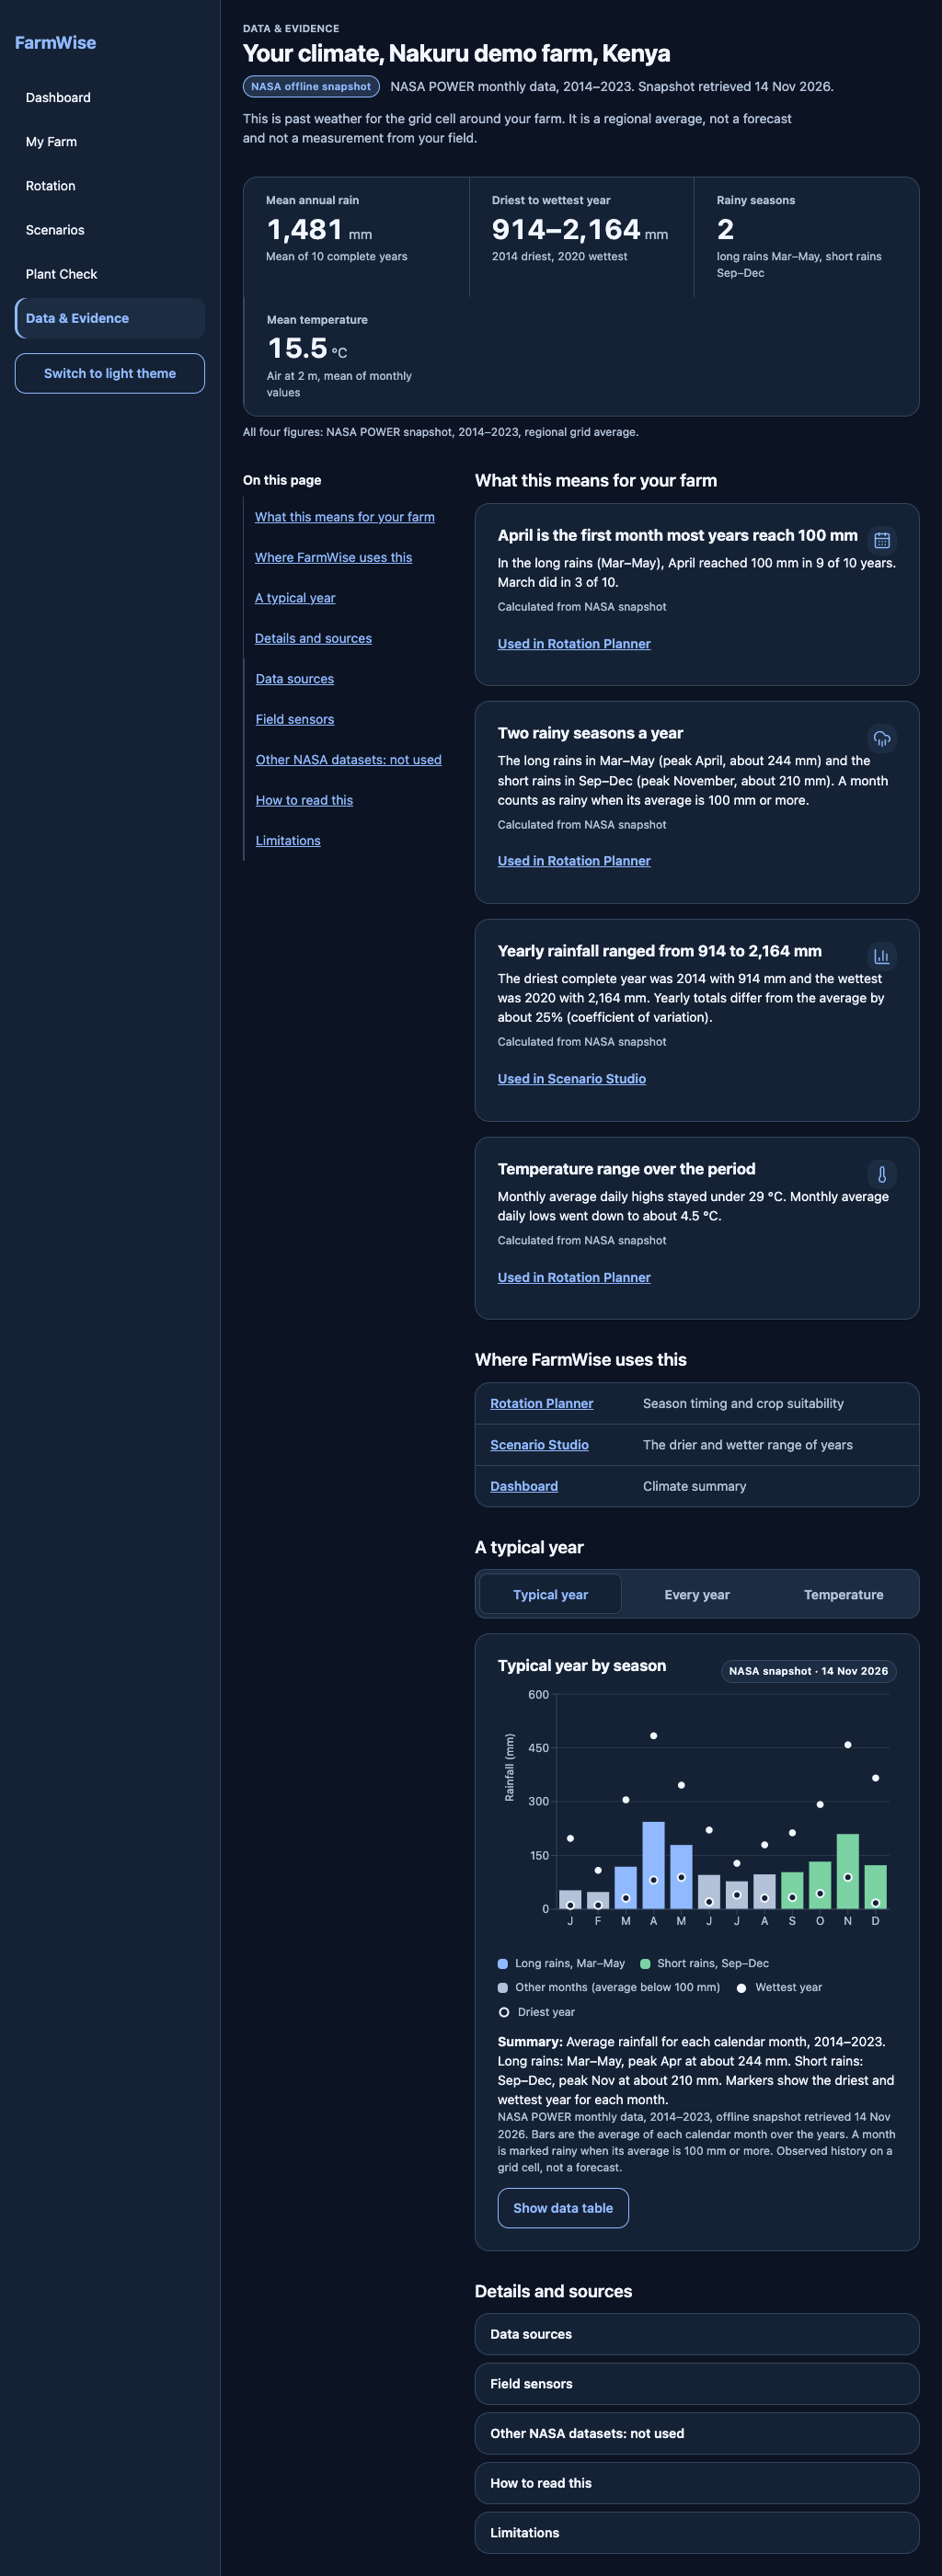 FarmWise
Dashboard
My Farm
Rotation
Scenarios
Plant Check
Data & Evidence
Switch to light theme
DATA & EVIDENCE
Your climate, Nakuru demo farm, Kenya
NASA offline snapshot
NASA POWER monthly data, 2014–2023. Snapshot retrieved 14 Nov 2026.
This is past weather for the grid cell around your farm. It is a regional average, not a forecast
and not a measurement from your field.
Mean annual rain
1,481 mm
Mean of 10 complete years
Driest to wettest year
914–2,164 mm
2014 driest, 2020 wettest
Rainy seasons
2
long rains Mar–May, short rains
Sep–Dec
Mean temperature
15.5 °C
Air at 2 m, mean of monthly
values
All four figures: NASA POWER snapshot, 2014–2023, regional grid average.
On this page
What this means for your farm
Where FarmWise uses this
A typical year
Details and sources
Data sources
Field sensors
Other NASA datasets: not used
How to read this
Limitations
What this means for your farm
April is the first month most years reach 100 mm
In the long rains (Mar–May), April reached 100 mm in 9 of 10 years.
March did in 3 of 10.
Calculated from NASA snapshot
Used in Rotation Planner
Two rainy seasons a year
The long rains in Mar–May (peak April, about 244 mm) and the
short rains in Sep–Dec (peak November, about 210 mm). A month
counts as rainy when its average is 100 mm or more.
Calculated from NASA snapshot
Used in Rotation Planner
Yearly rainfall ranged from 914 to 2,164 mm
The driest complete year was 2014 with 914 mm and the wettest
was 2020 with 2,164 mm. Yearly totals differ from the average by
about 25% (coefficient of variation).
Calculated from NASA snapshot
Used in Scenario Studio
Temperature range over the period
Monthly average daily highs stayed under 29 °C. Monthly average
daily lows went down to about 4.5 °C.
Calculated from NASA snapshot
Used in Rotation Planner
Where FarmWise uses this
Rotation Planner Season timing and crop suitability
Scenario Studio The drier and wetter range of years
Dashboard Climate summary
A typical year
Typical year Every year Temperature
Typical year by season
NASA snapshot · 14 Nov 2026
Rainfall (mm)
600
450
300
150
0
J F M A M J J A S O N D
Long rains, Mar–May Short rains, Sep–Dec
Other months (average below 100 mm) Wettest year
Driest year
Summary: Average rainfall for each calendar month, 2014–2023.
Long rains: Mar–May, peak Apr at about 244 mm. Short rains:
Sep–Dec, peak Nov at about 210 mm. Markers show the driest and
wettest year for each month.
NASA POWER monthly data, 2014–2023, offline snapshot retrieved 14 Nov
2026. Bars are the average of each calendar month over the years. A month
is marked rainy when its average is 100 mm or more. Observed history on a
grid cell, not a forecast.
Show data table
Details and sources
Data sources
Field sensors
Other NASA datasets: not used
How to read this
Limitations